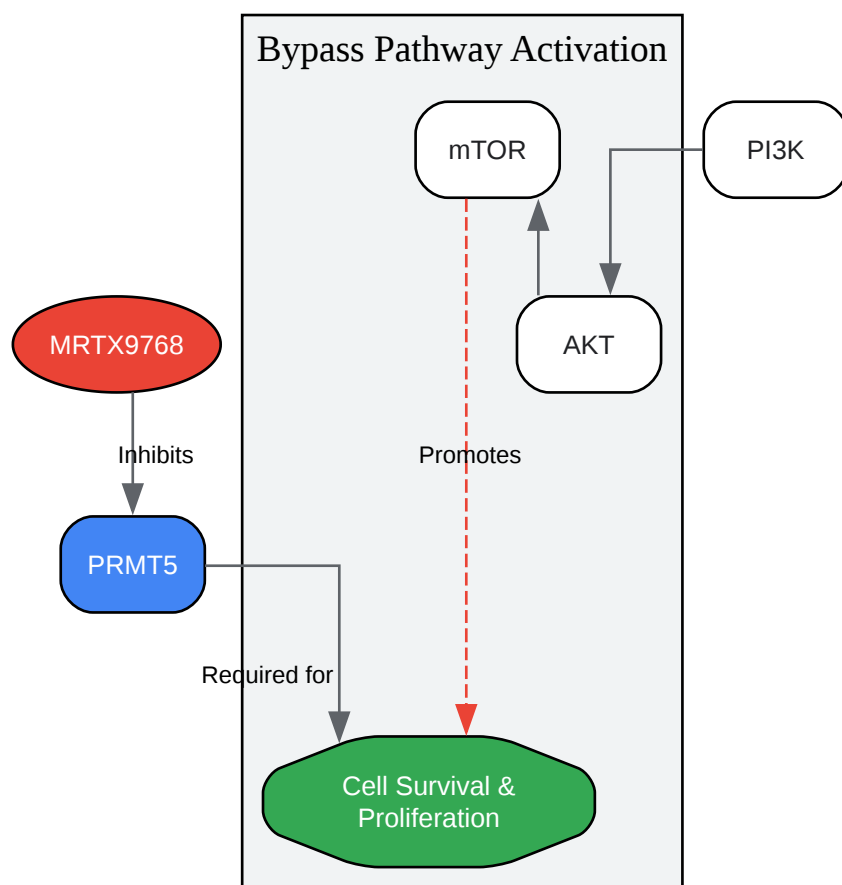 Bypass Pathway Activation
mTOR
PI3K
MRTX9768
AKT
Inhibits
Promotes
PRMT5
Required for
Cell Survival &
Proliferation